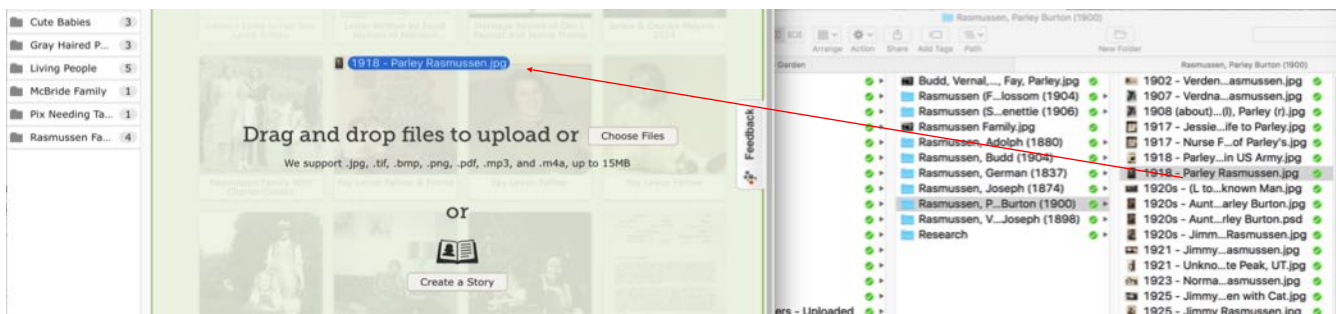 Cute Babies 3
Gray Haired P... 3
Living People 5
McBride Family 1
Pix Needing Ta... 1
Rasmussen Fa... 4
1918 - Parley Rasmussen.jpg
Drag and drop files to upload or Choose Files
We support .jpg, .tif, .bmp, .png, .pdf, .mp3, and .m4a, up to 15MB
or
Create a Story
Feedback
Rasmussen, Parley Burton (1900)
Arrange Action Share Add Tags Path New Folder
Garden
Rasmussen, Parley Burton (1900)
ers - Uploaded
Budd, Vernal,..., Fay, Parley.jpg
Rasmussen (F...lossom (1904)
Rasmussen (S...enettie (1906)
Rasmussen Family.jpg
Rasmussen, Adolph (1880)
Rasmussen, Budd (1904)
Rasmussen, German (1837)
Rasmussen, Joseph (1874)
Rasmussen, P...Burton (1900)
Rasmussen, V...Joseph (1898)
Research
1902 - Verden...asmussen.jpg
1907 - Verdna...asmussen.jpg
1908 (about)...(l), Parley (r).jpg
1917 - Jessie...ife to Parley.jpg
1917 - Nurse F...of Parley's.jpg
1918 - Parley...in US Army.jpg
1918 - Parley Rasmussen.jpg
1920s - (L to...known Man.jpg
1920s - Aunt...arley Burton.jpg
1920s - Aunt...rley Burton.psd
1920s - Jimm...Rasmussen.jpg
1921 - Jimmy...asmussen.jpg
1921 - Unkno...te Peak, UT.jpg
1923 - Norma...asmussen.jpg
1925 - Jimmy...en with Cat.jpg
1925 - Jimmy Rasmussen.jpg